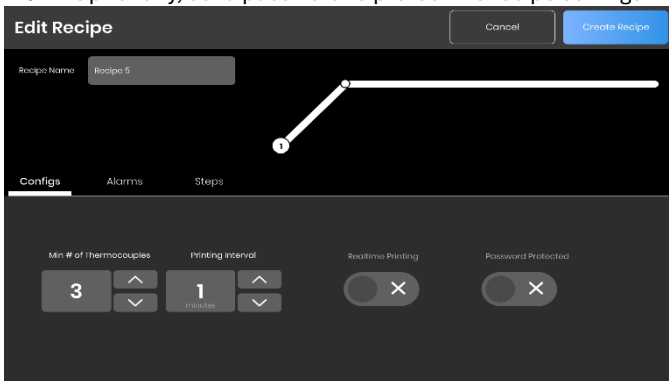 Edit Recipe
Cancel
Create Recipe
Recipe Name
Recipe 5
1
Configs
Alarms
Steps
Min # of Thermocouples
Printing Interval
Realtime Printing
Password Protected
3
1
minutes